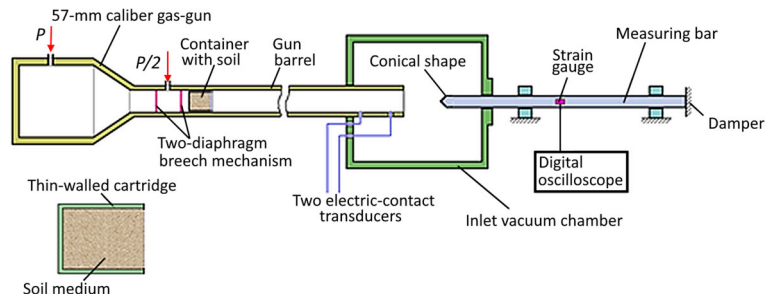 57-mm caliber gas-gun
P
P/2
Container
with soil
Gun
barrel
Conical shape
Strain
gauge
Measuring bar
Damper
Two-diaphragm
breech mechanism
Digital
oscilloscope
Thin-walled cartridge
Two electric-contact
transducers
Inlet vacuum chamber
Soil medium